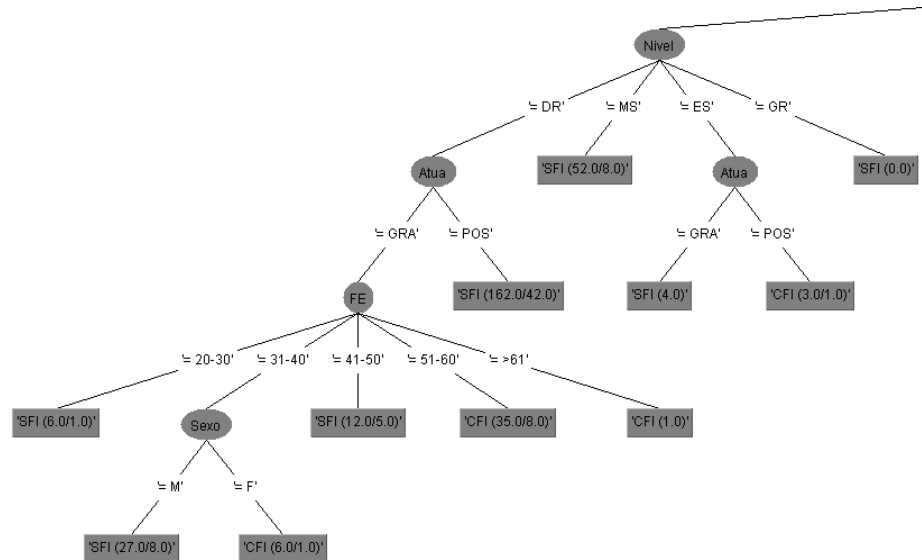 Nivel
'= DR' '= MS' '= ES' '= GR'
Atua 'SFI (52.0/8.0)' Atua 'SFI (0.0)'
'= GRA' '= POS' '= GRA' '= POS'
FE 'SFI (162.0/42.0)' 'SFI (4.0)' 'CFI (3.0/1.0)'
'= 20-30' '= 31-40' '= 41-50' '= 51-60' '= >61'
'SFI (6.0/1.0)' Sexo 'SFI (12.0/5.0)' 'CFI (35.0/8.0)' 'CFI (1.0)'
'= M' '= F'
'SFI (27.0/8.0)' 'CFI (6.0/1.0)'